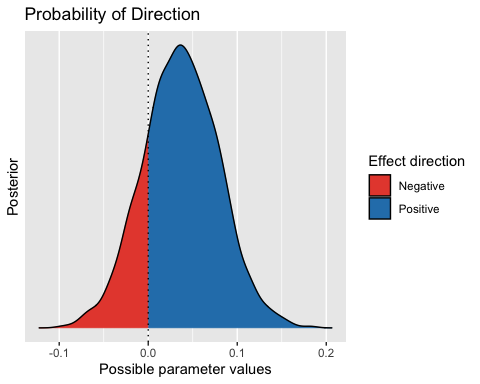 Probability of Direction
Posterior
Effect direction
Negative
Positive
-0.1 0.0 0.1 0.2
Possible parameter values